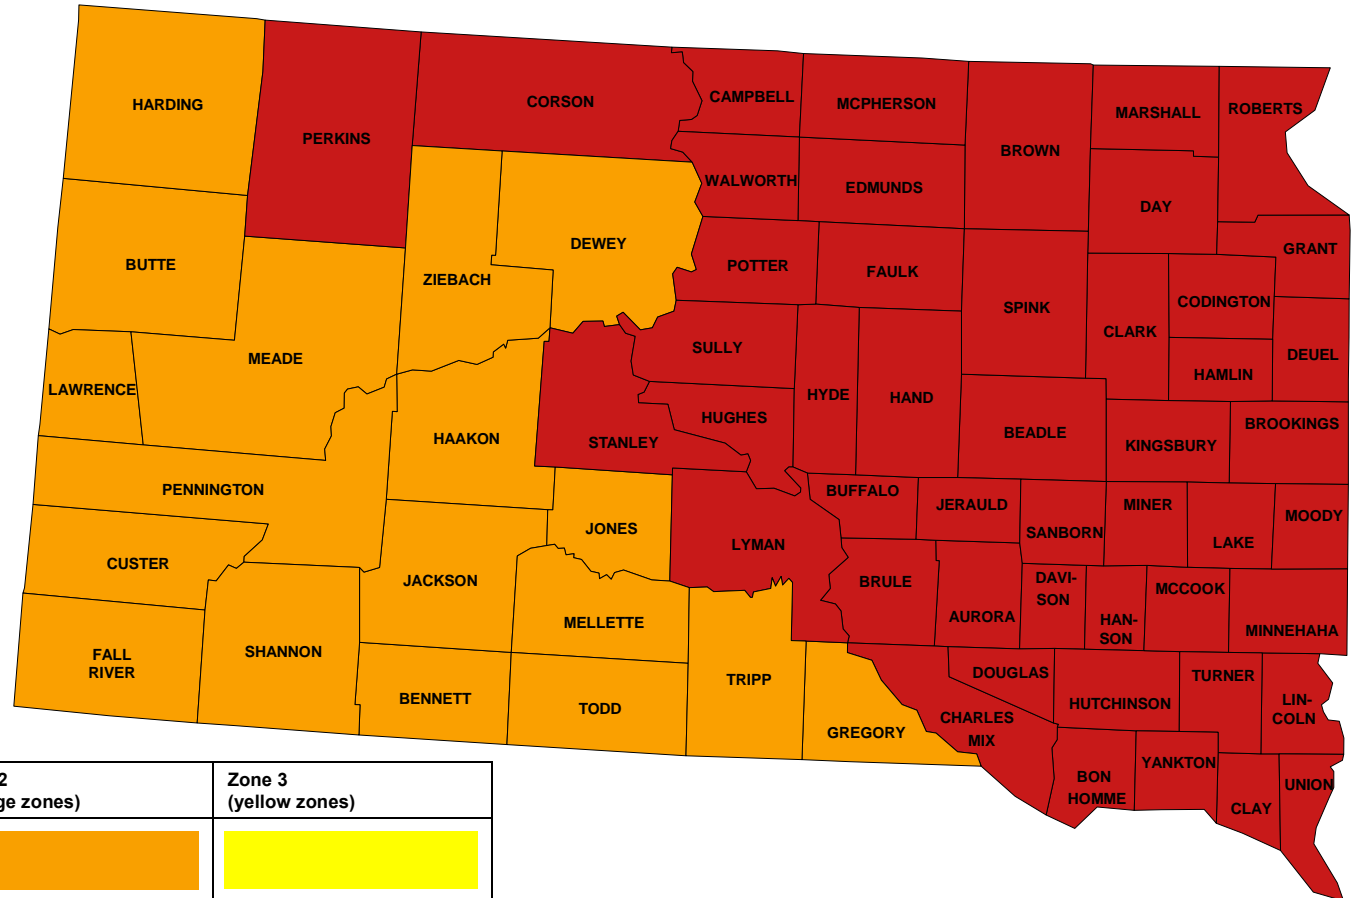 HARDING
PERKINS
CORSON
CAMPBELL
MCPHERSON
BROWN
MARSHALL
ROBERTS
WALWORTH
EDMUNDS
DAY
BUTTE
ZIEBACH
DEWEY
POTTER
FAULK
SPINK
GRANT
CODINGTON
CLARK
DEUEL
HAMLIN
LAWRENCE
MEADE
SULLY
HYDE
HAND
HUGHES
STANLEY
HAAKON
BEADLE
KINGSBURY
BROOKINGS
PENNINGTON
JONES
LYMAN
BUFFALO
JERAULD
SANBORN
MINER
LAKE
MOODY
CUSTER
JACKSON
MELLETTE
BRULE
AURORA
DAVI-
SON
HAN-
SON
MCCOOK
MINNEHAHA
FALL
RIVER
SHANNON
BENNETT
TODD
TRIPP
GREGORY
CHARLES
MIX
DOUGLAS
HUTCHINSON
TURNER
LIN-
COLN
BON
HOMME
YANKTON
CLAY
UNION
2
ge zones)
Zone 3
(yellow zones)